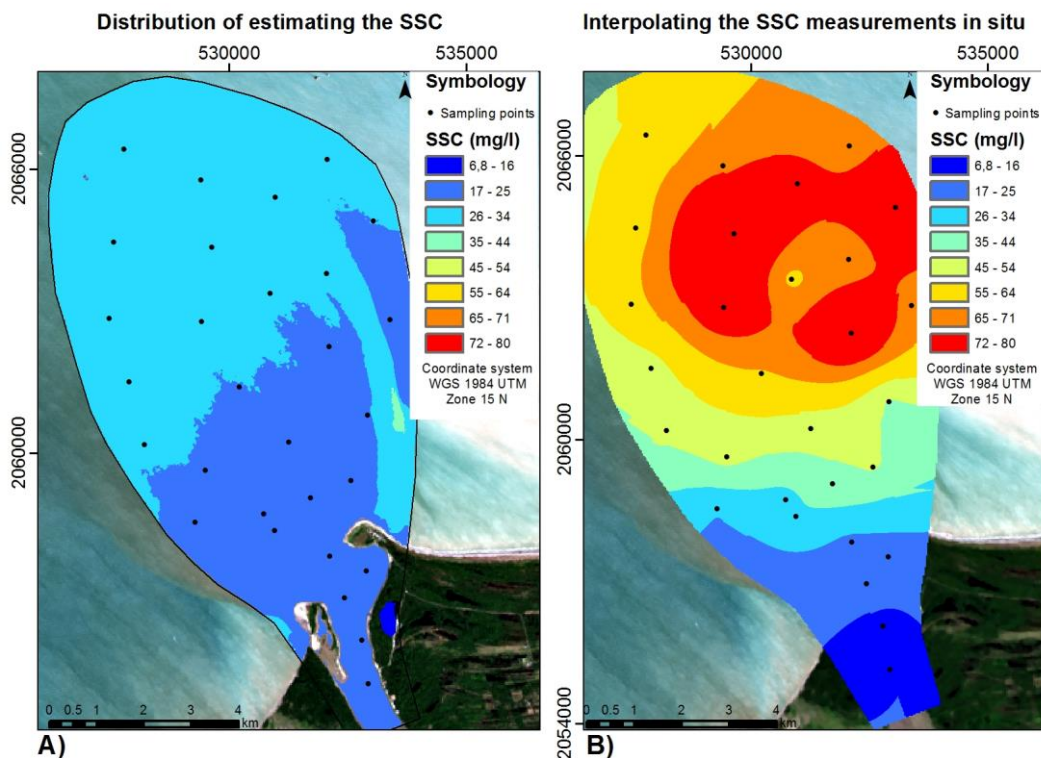 Distribution of estimating the SSC
530000 535000
Symbology
Sampling points
SSC (mg/l)
6,8 - 16
17 - 25
26 - 34
35 - 44
45 - 54
55 - 64
65 - 71
72 - 80
Coordinate system
WGS 1984 UTM
Zone 15 N
2066000
2060000
0 0.5 1 2 3 4
km
A)
Interpolating the SSC measurements in situ
530000 535000
Symbology
Sampling points
SSC (mg/l)
6,8 - 16
17 - 25
26 - 34
35 - 44
45 - 54
55 - 64
65 - 71
72 - 80
Coordinate system
WGS 1984 UTM
Zone 15 N
2066000
2060000
2054000
0 0.5 1 2 3 4
km
B)